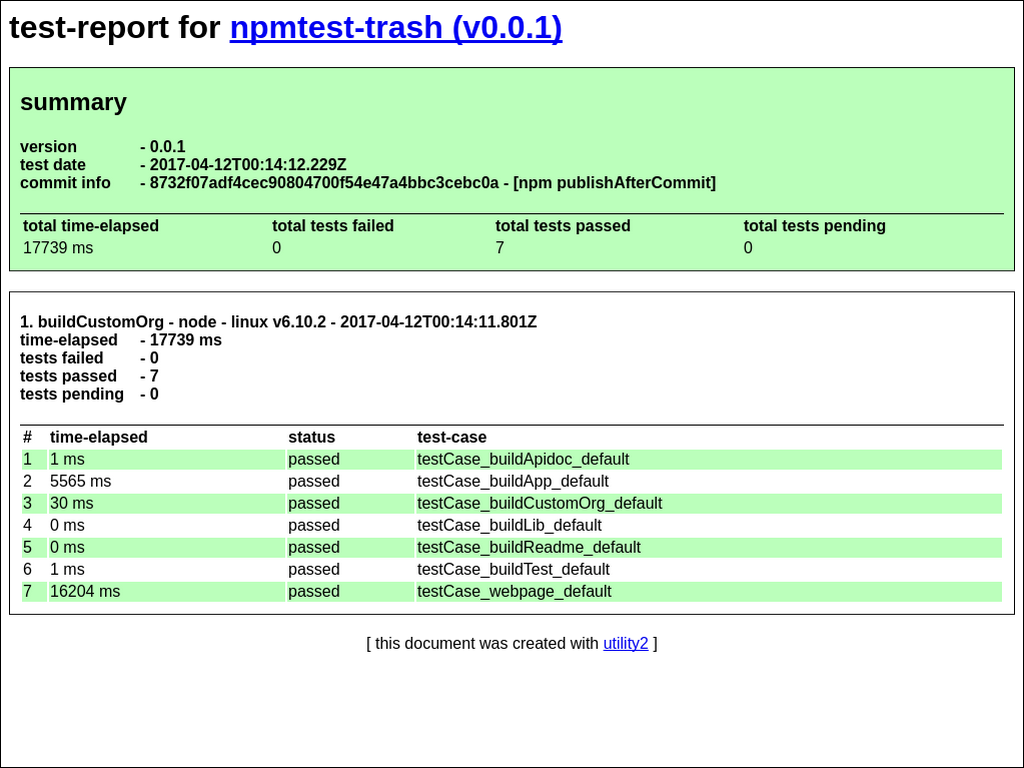 test-report for npmtest-trash (v0.0.1)
summary
version - 0.0.1
test date - 2017-04-12T00:14:12.229Z
commit info - 8732f07adf4cec90804700f54e47a4bbc3cebc0a - [npm publishAfterCommit]
total time-elapsed total tests failed total tests passed total tests pending
17739 ms 0 7 0
1. buildCustomOrg - node - linux v6.10.2 - 2017-04-12T00:14:11.801Z
time-elapsed - 17739 ms
tests failed - 0
tests passed - 7
tests pending - 0
# time-elapsed status test-case
1 1 ms passed testCase_buildApidoc_default
2 5565 ms passed testCase_buildApp_default
3 30 ms passed testCase_buildCustomOrg_default
4 0 ms passed testCase_buildLib_default
5 0 ms passed testCase_buildReadme_default
6 1 ms passed testCase_buildTest_default
7 16204 ms passed testCase_webpage_default
[ this document was created with utility2 ]